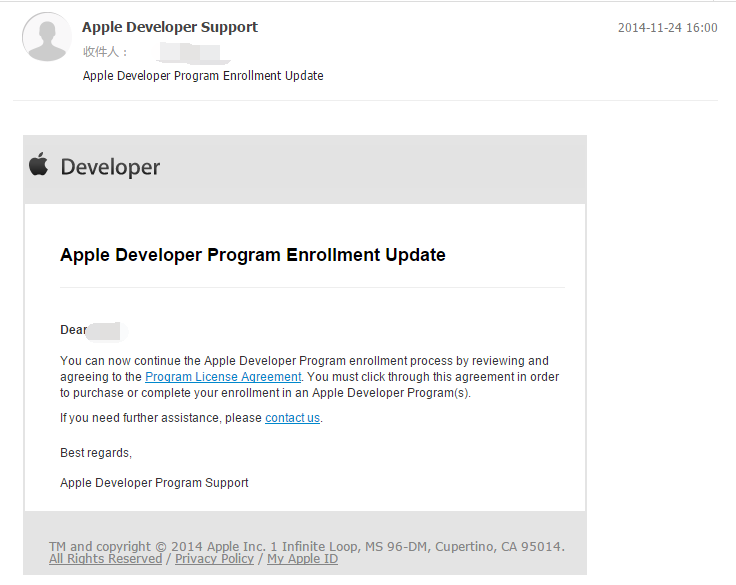 Apple Developer Support
2014-11-24 16:00
收件人：
Apple Developer Program Enrollment Update
Developer
Apple Developer Program Enrollment Update
Dear
You can now continue the Apple Developer Program enrollment process by reviewing and
agreeing to the Program License Agreement. You must click through this agreement in order
to purchase or complete your enrollment in an Apple Developer Program(s).
If you need further assistance, please contact us.
Best regards,
Apple Developer Program Support
TM and copyright © 2014 Apple Inc. 1 Infinite Loop, MS 96-DM, Cupertino, CA 95014.
All Rights Reserved / Privacy Policy / My Apple ID